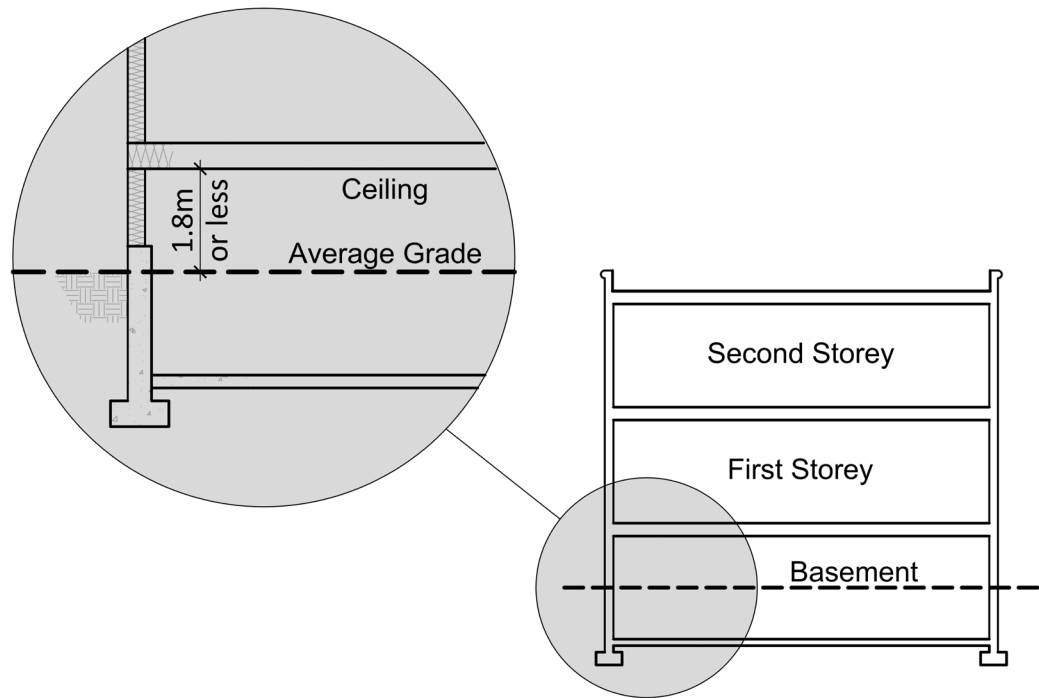 Ceiling
1.8m
or less
Average Grade
Second Storey
First Storey
Basement